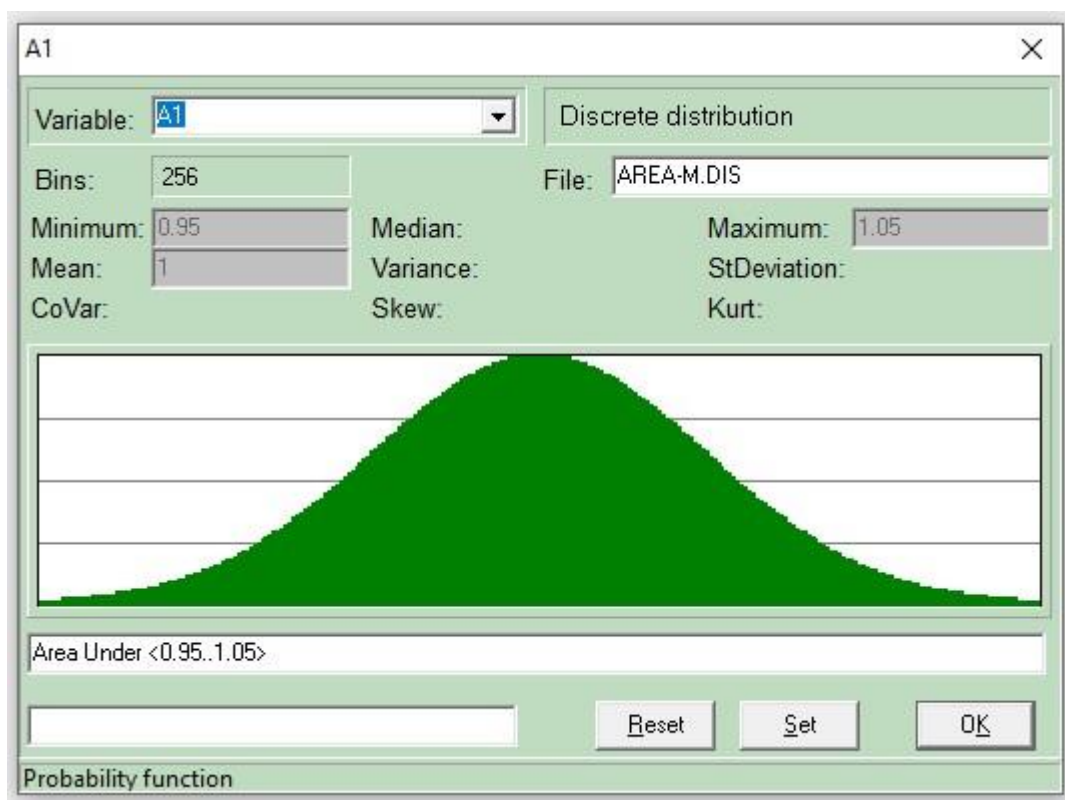 A1
Variable: A1 Discrete distribution
Bins: 256 File: AREA-M.DIS
Minimum: 0.95 Median: Maximum: 1.05
Mean: 1 Variance: StDeviation:
CoVar: Skew: Kurt:
Area Under <0.95..1.05>
Reset Set OK
Probability function